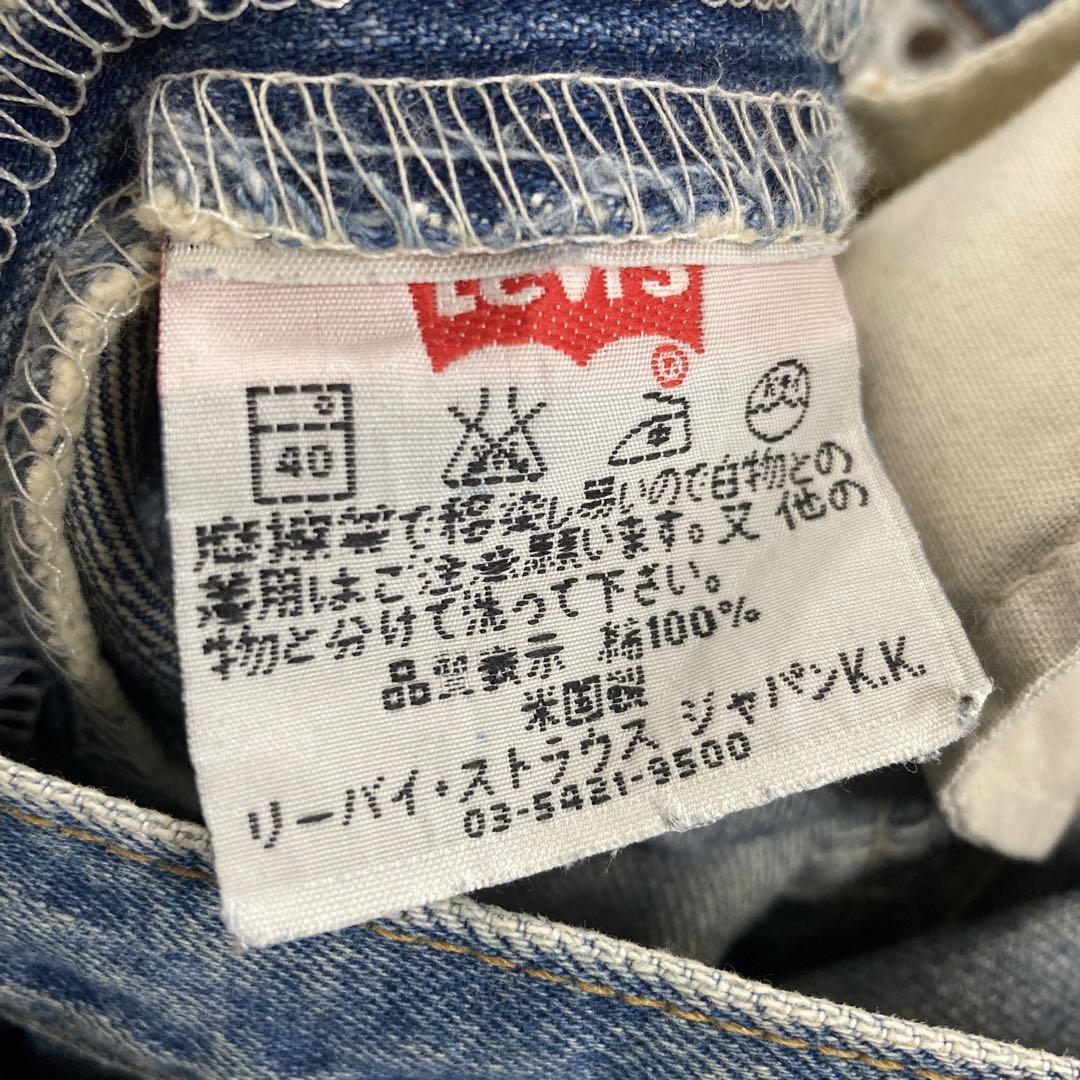 LEVI'S
R
40
摩擦等で移染し易いので白物との
着用はご注意願います。又 他の
物と分けて洗って下さい。
品質表示 綿100%
米国製
リーバイ・ストラウス ジャパンK.K.
03-5421-9500